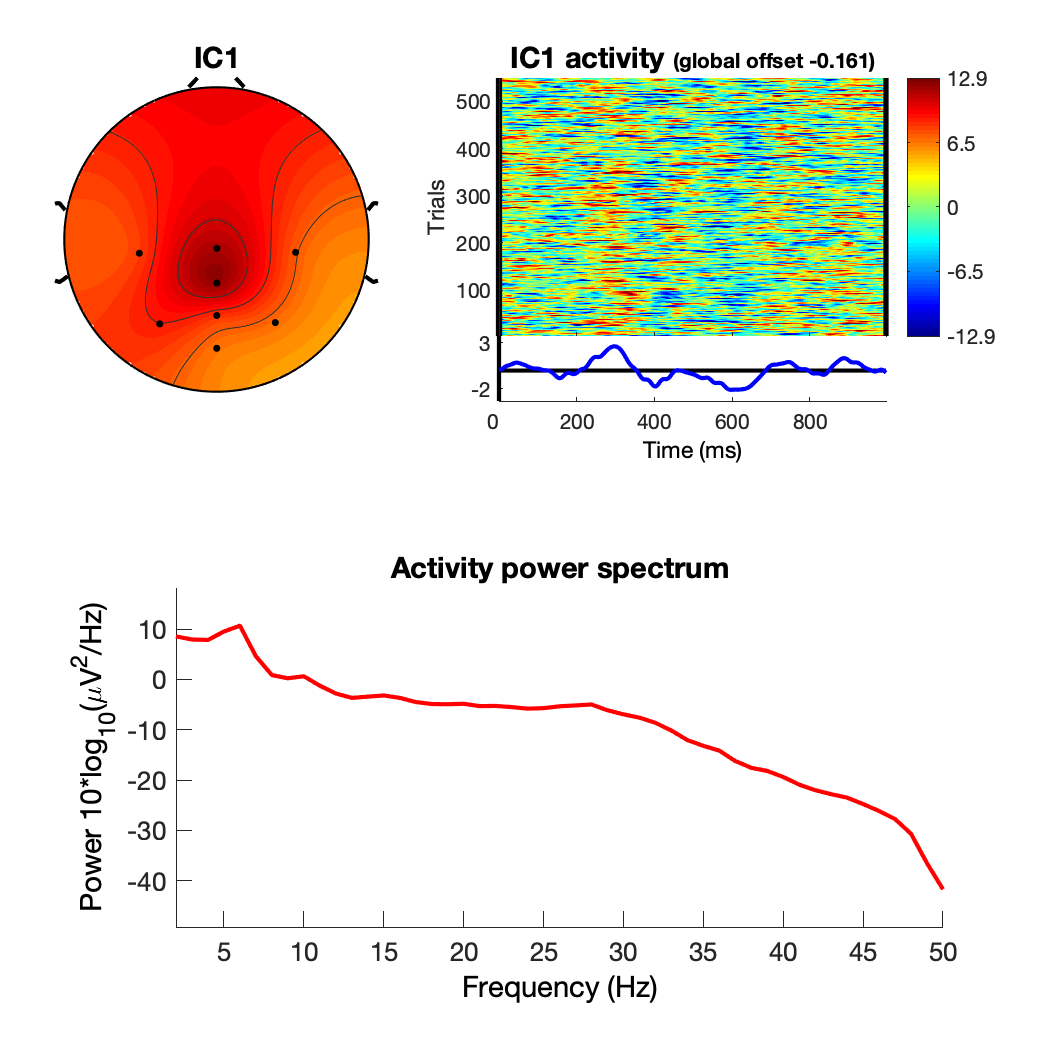 IC1
IC1 activity (global offset -0.161)
Trials
500
400
300
200
100
12.9
6.5
0
-6.5
-12.9
3
-2
0 200 400 600 800
Time (ms)
Activity power spectrum
Power 10*log10(μV2/Hz)
10
0
-10
-20
-30
-40
5 10 15 20 25 30 35 40 45 50
Frequency (Hz)